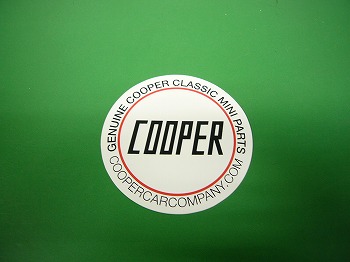 GENUINE COOPER CLASSIC MINI PARTS
COOPER
COOPERCARCOMPANY.COM